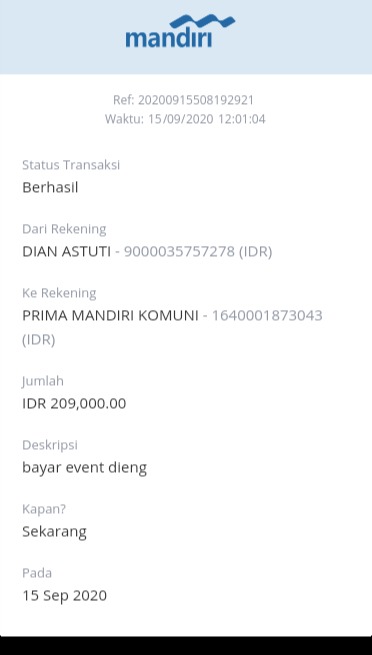 mandiri
Ref: 20200915508192921
Waktu: 15/09/2020 12:01:04
Status Transaksi
Berhasil
Dari Rekening
DIAN ASTUTI - 9000035757278 (IDR)
Ke Rekening
PRIMA MANDIRI KOMUNI - 1640001873043
(IDR)
Jumlah
IDR 209,000.00
Deskripsi
bayar event dieng
Kapan?
Sekarang
Pada
15 Sep 2020